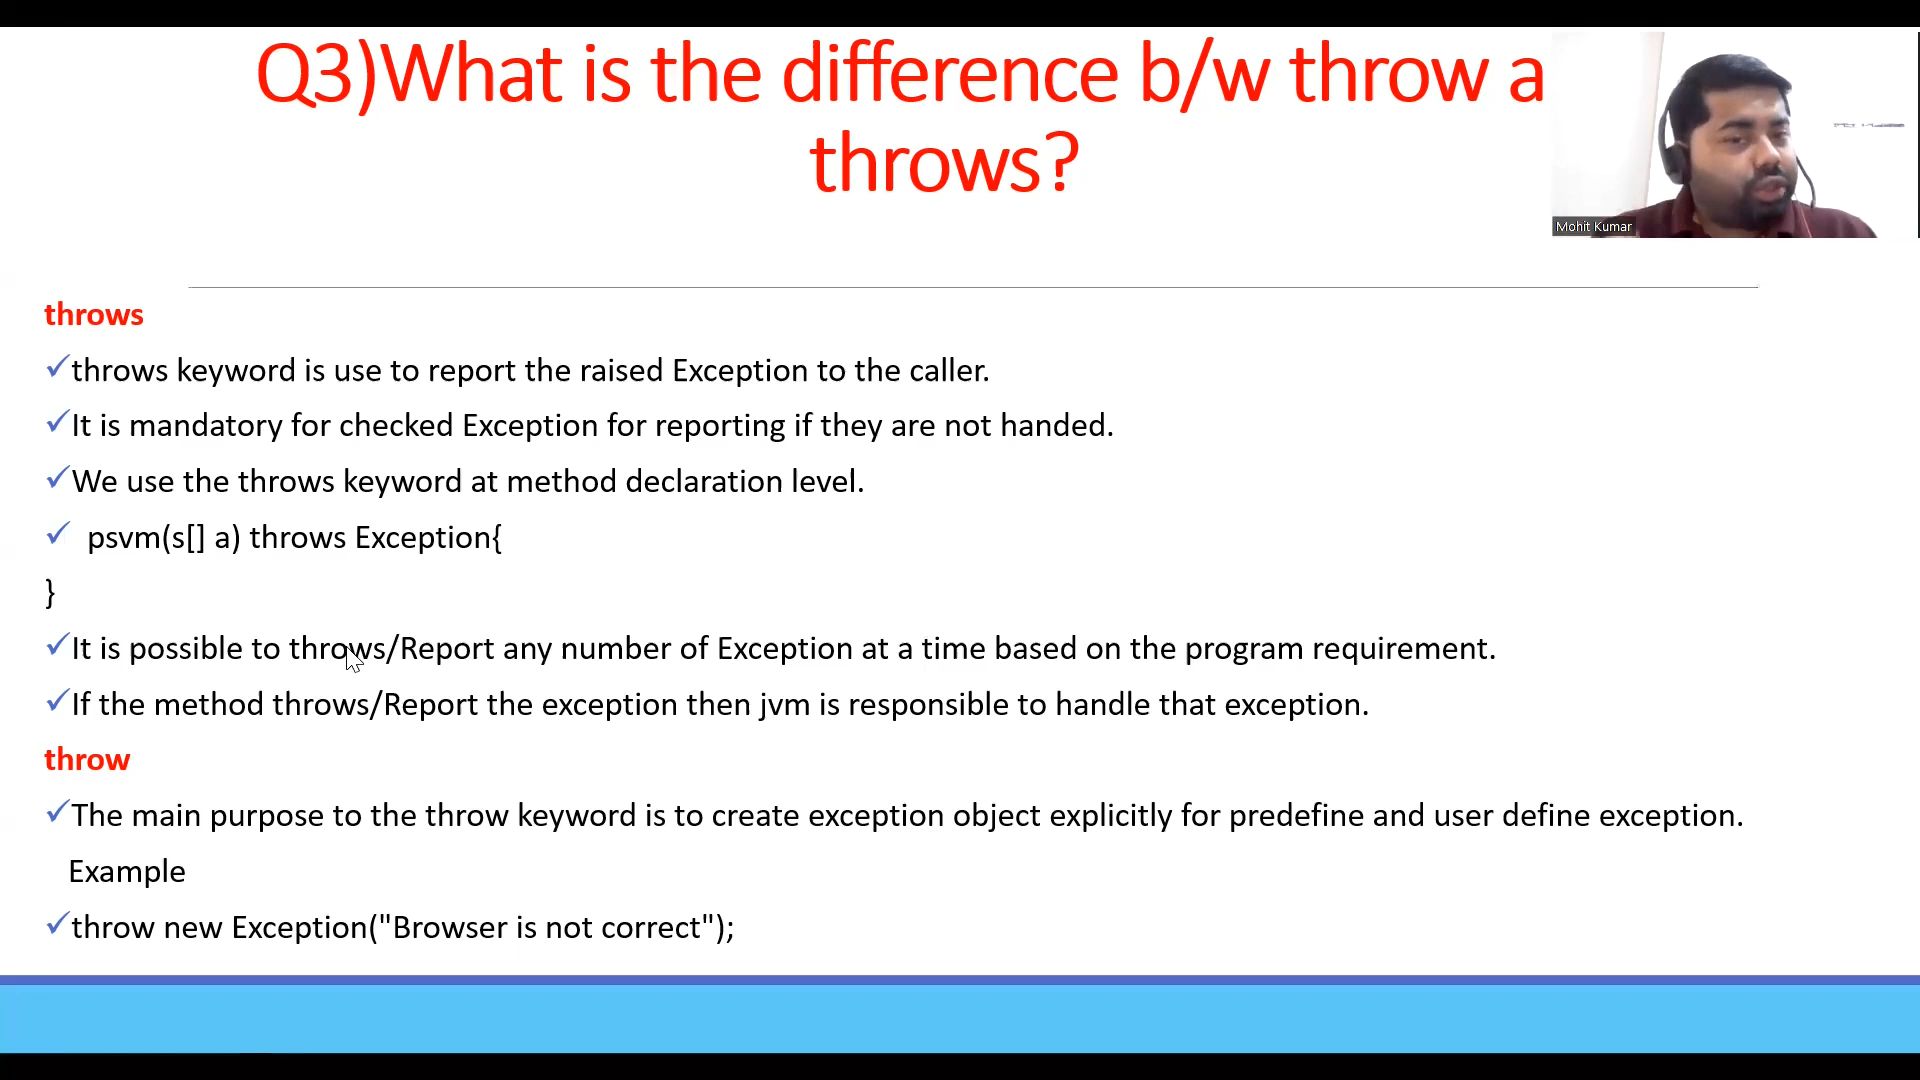 Q3)What is the difference b/w throw a
throws?
Mohit Kumar
throws
✓throws keyword is use to report the raised Exception to the caller.
✓It is mandatory for checked Exception for reporting if they are not handed.
✓We use the throws keyword at method declaration level.
✓ psvm(s[] a) throws Exception{
}
✓It is possible to throws/Report any number of Exception at a time based on the program requirement.
✓If the method throws/Report the exception then jvm is responsible to handle that exception.
throw
✓The main purpose to the throw keyword is to create exception object explicitly for predefine and user define exception.
Example
✓throw new Exception("Browser is not correct");